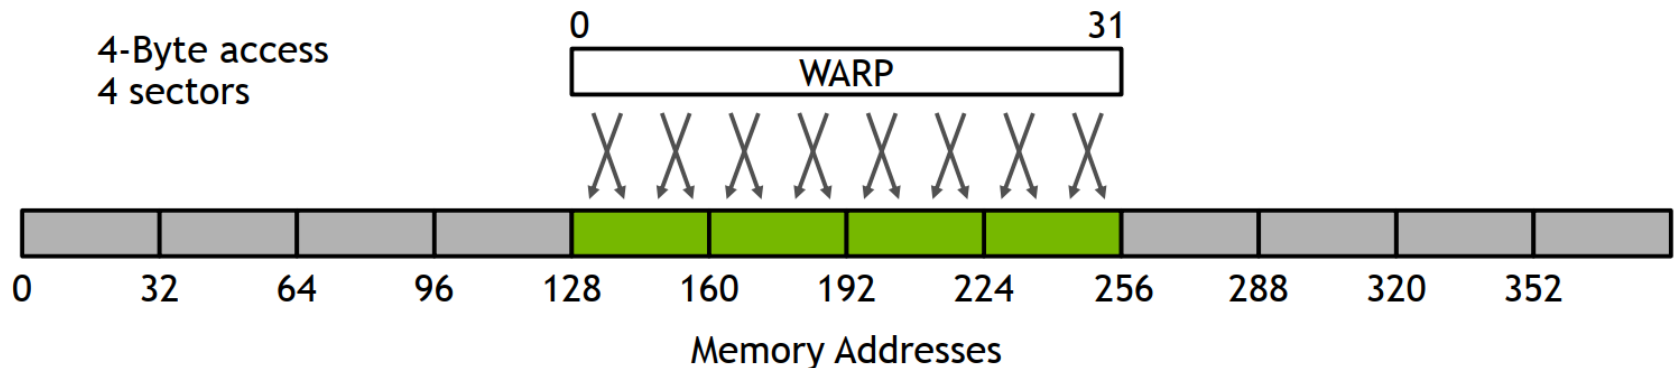 0 31
4-Byte access
WARP
4 sectors
0 32 64 96 128 160 192 224 256 288 320 352
Memory Addresses